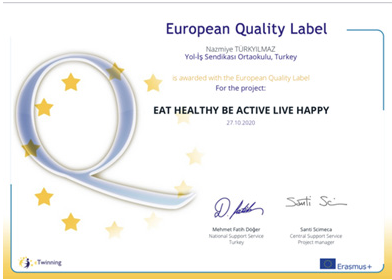 European Quality Label
Nazmiye TÜRKYILMAZ
Yol-İş Sendikası Ortaokulu, Turkey
is awarded with the European Quality Label
For the project:
EAT HEALTHY BE ACTIVE LIVE HAPPY
27.10.2020
Mehmet Fatih Döğer
National Support Service
Turkey
Santi Scimeca
Central Support Service
Project manager
e-Twinning
Erasmus+